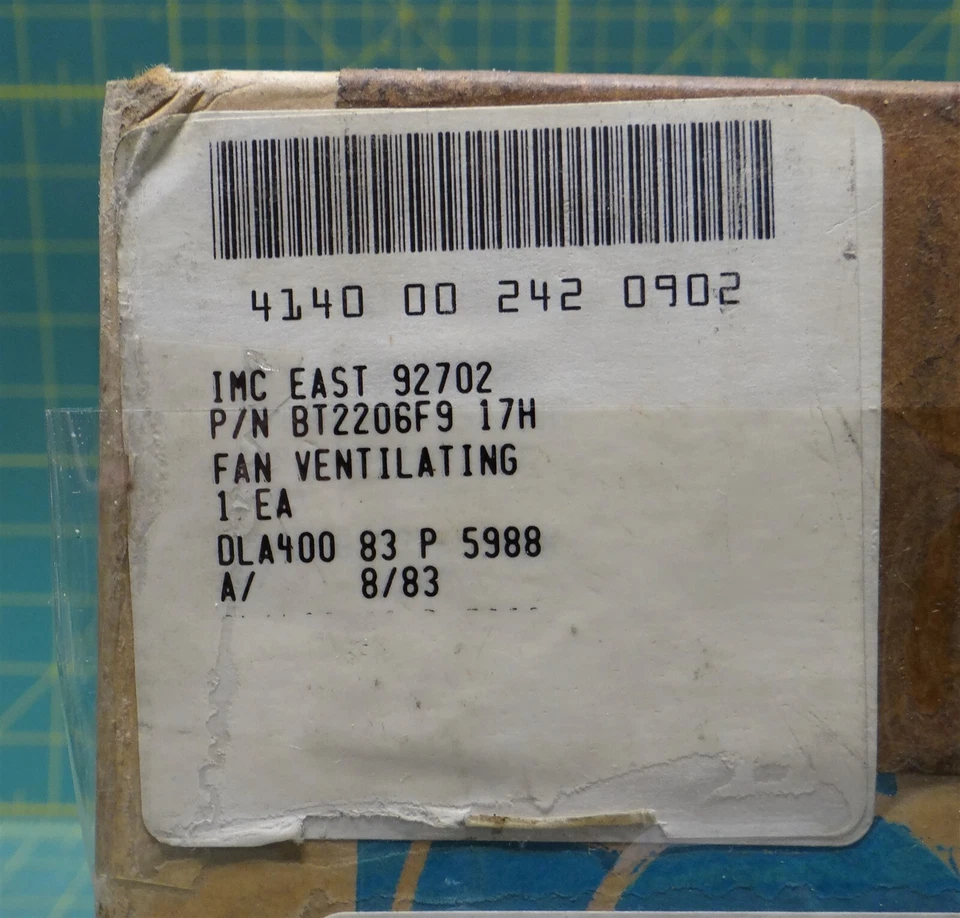 4140 00 242 0902
IMC EAST 92702
P/N BT2206F9 17H
FAN VENTILATING
1 EA
DLA400 83 P 5988
A/ 8/83